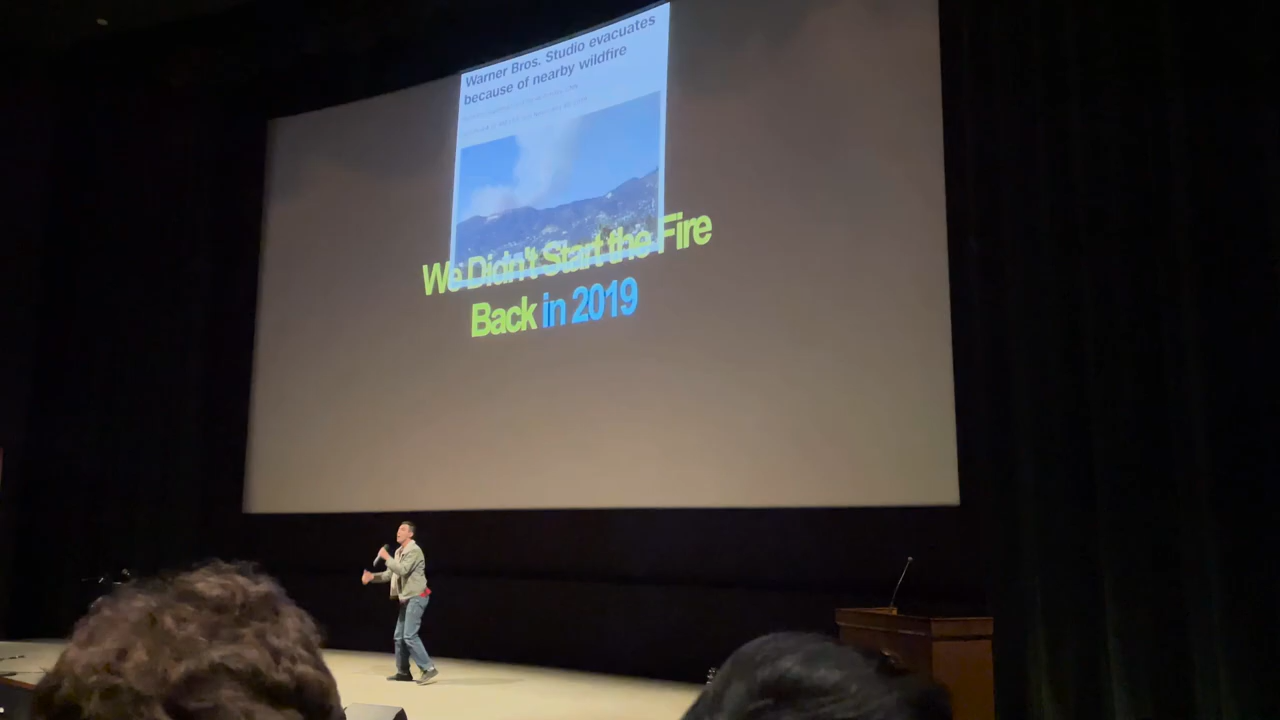 Warner Bros. Studio evacuates
because of nearby wildfire
We Didn't Start the Fire
Back in 2019